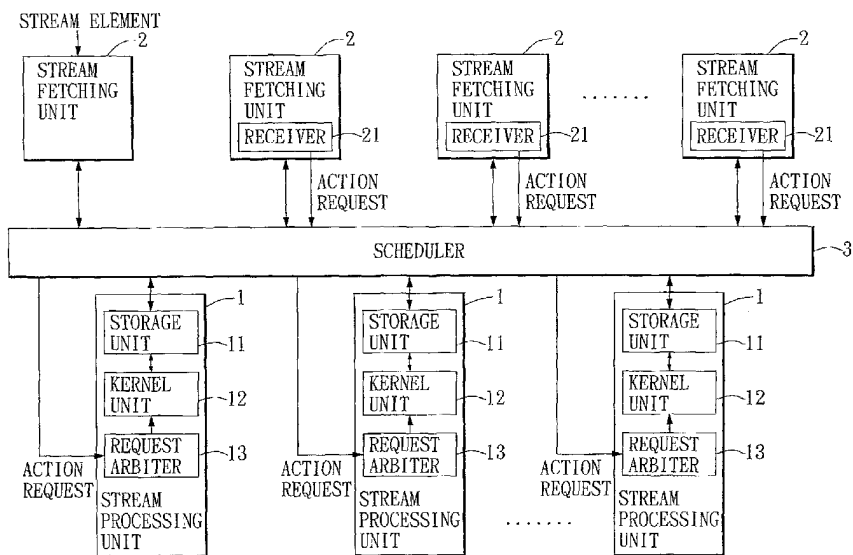 STREAM ELEMENT
2
STREAM
FETCHING
UNIT
2
STREAM
FETCHING
UNIT
RECEIVER
21
ACTION
REQUEST
2
STREAM
FETCHING
UNIT
RECEIVER
21
ACTION
REQUEST
.......
2
STREAM
FETCHING
UNIT
RECEIVER
21
ACTION
REQUEST
SCHEDULER
3
1
STORAGE
UNIT
11
KERNEL
UNIT
12
REQUEST
ARBITER
13
ACTION
REQUEST
STREAM
PROCESSING
UNIT
1
STORAGE
UNIT
11
KERNEL
UNIT
12
REQUEST
ARBITER
13
ACTION
REQUEST
STREAM
PROCESSING
UNIT
.......
1
STORAGE
UNIT
11
KERNEL
UNIT
12
REQUEST
ARBITER
13
ACTION
REQUEST
STREAM
PROCESSING
UNIT